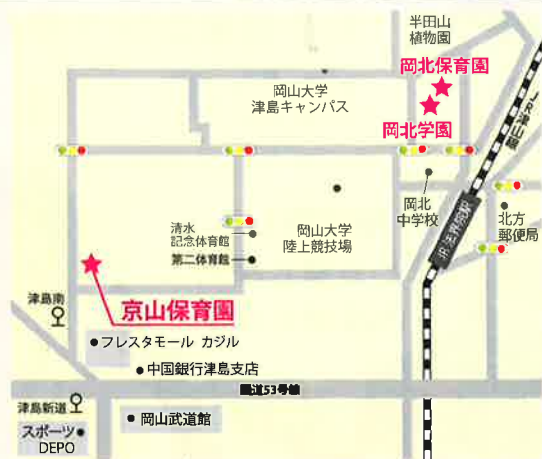 半田山
植物園
岡北保育園
岡山大学
津島キャンパス
岡北学園
JR津山線
岡北
中学校
JR 法界院駅
北方
郵便局
清水
記念体育館
第二体育館
岡山大学
陸上競技場
津島南
京山保育園
フレスタモール カジル
中国銀行津島支店
国道53号線
津島新道
岡山武道館
スポーツ
DEPO